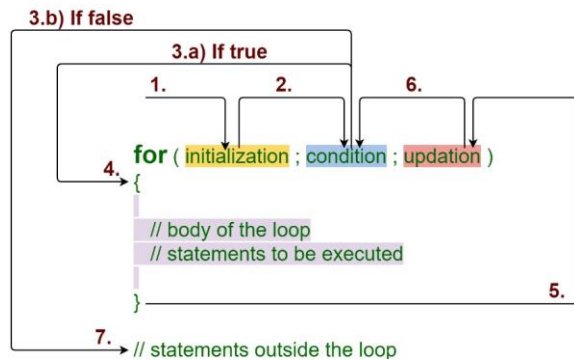 3.b) If false
3.a) If true
1. 2. 6.
for ( initialization ; condition ; updation )
4.
{
// body of the loop
// statements to be executed
}
5.
7.
// statements outside the loop